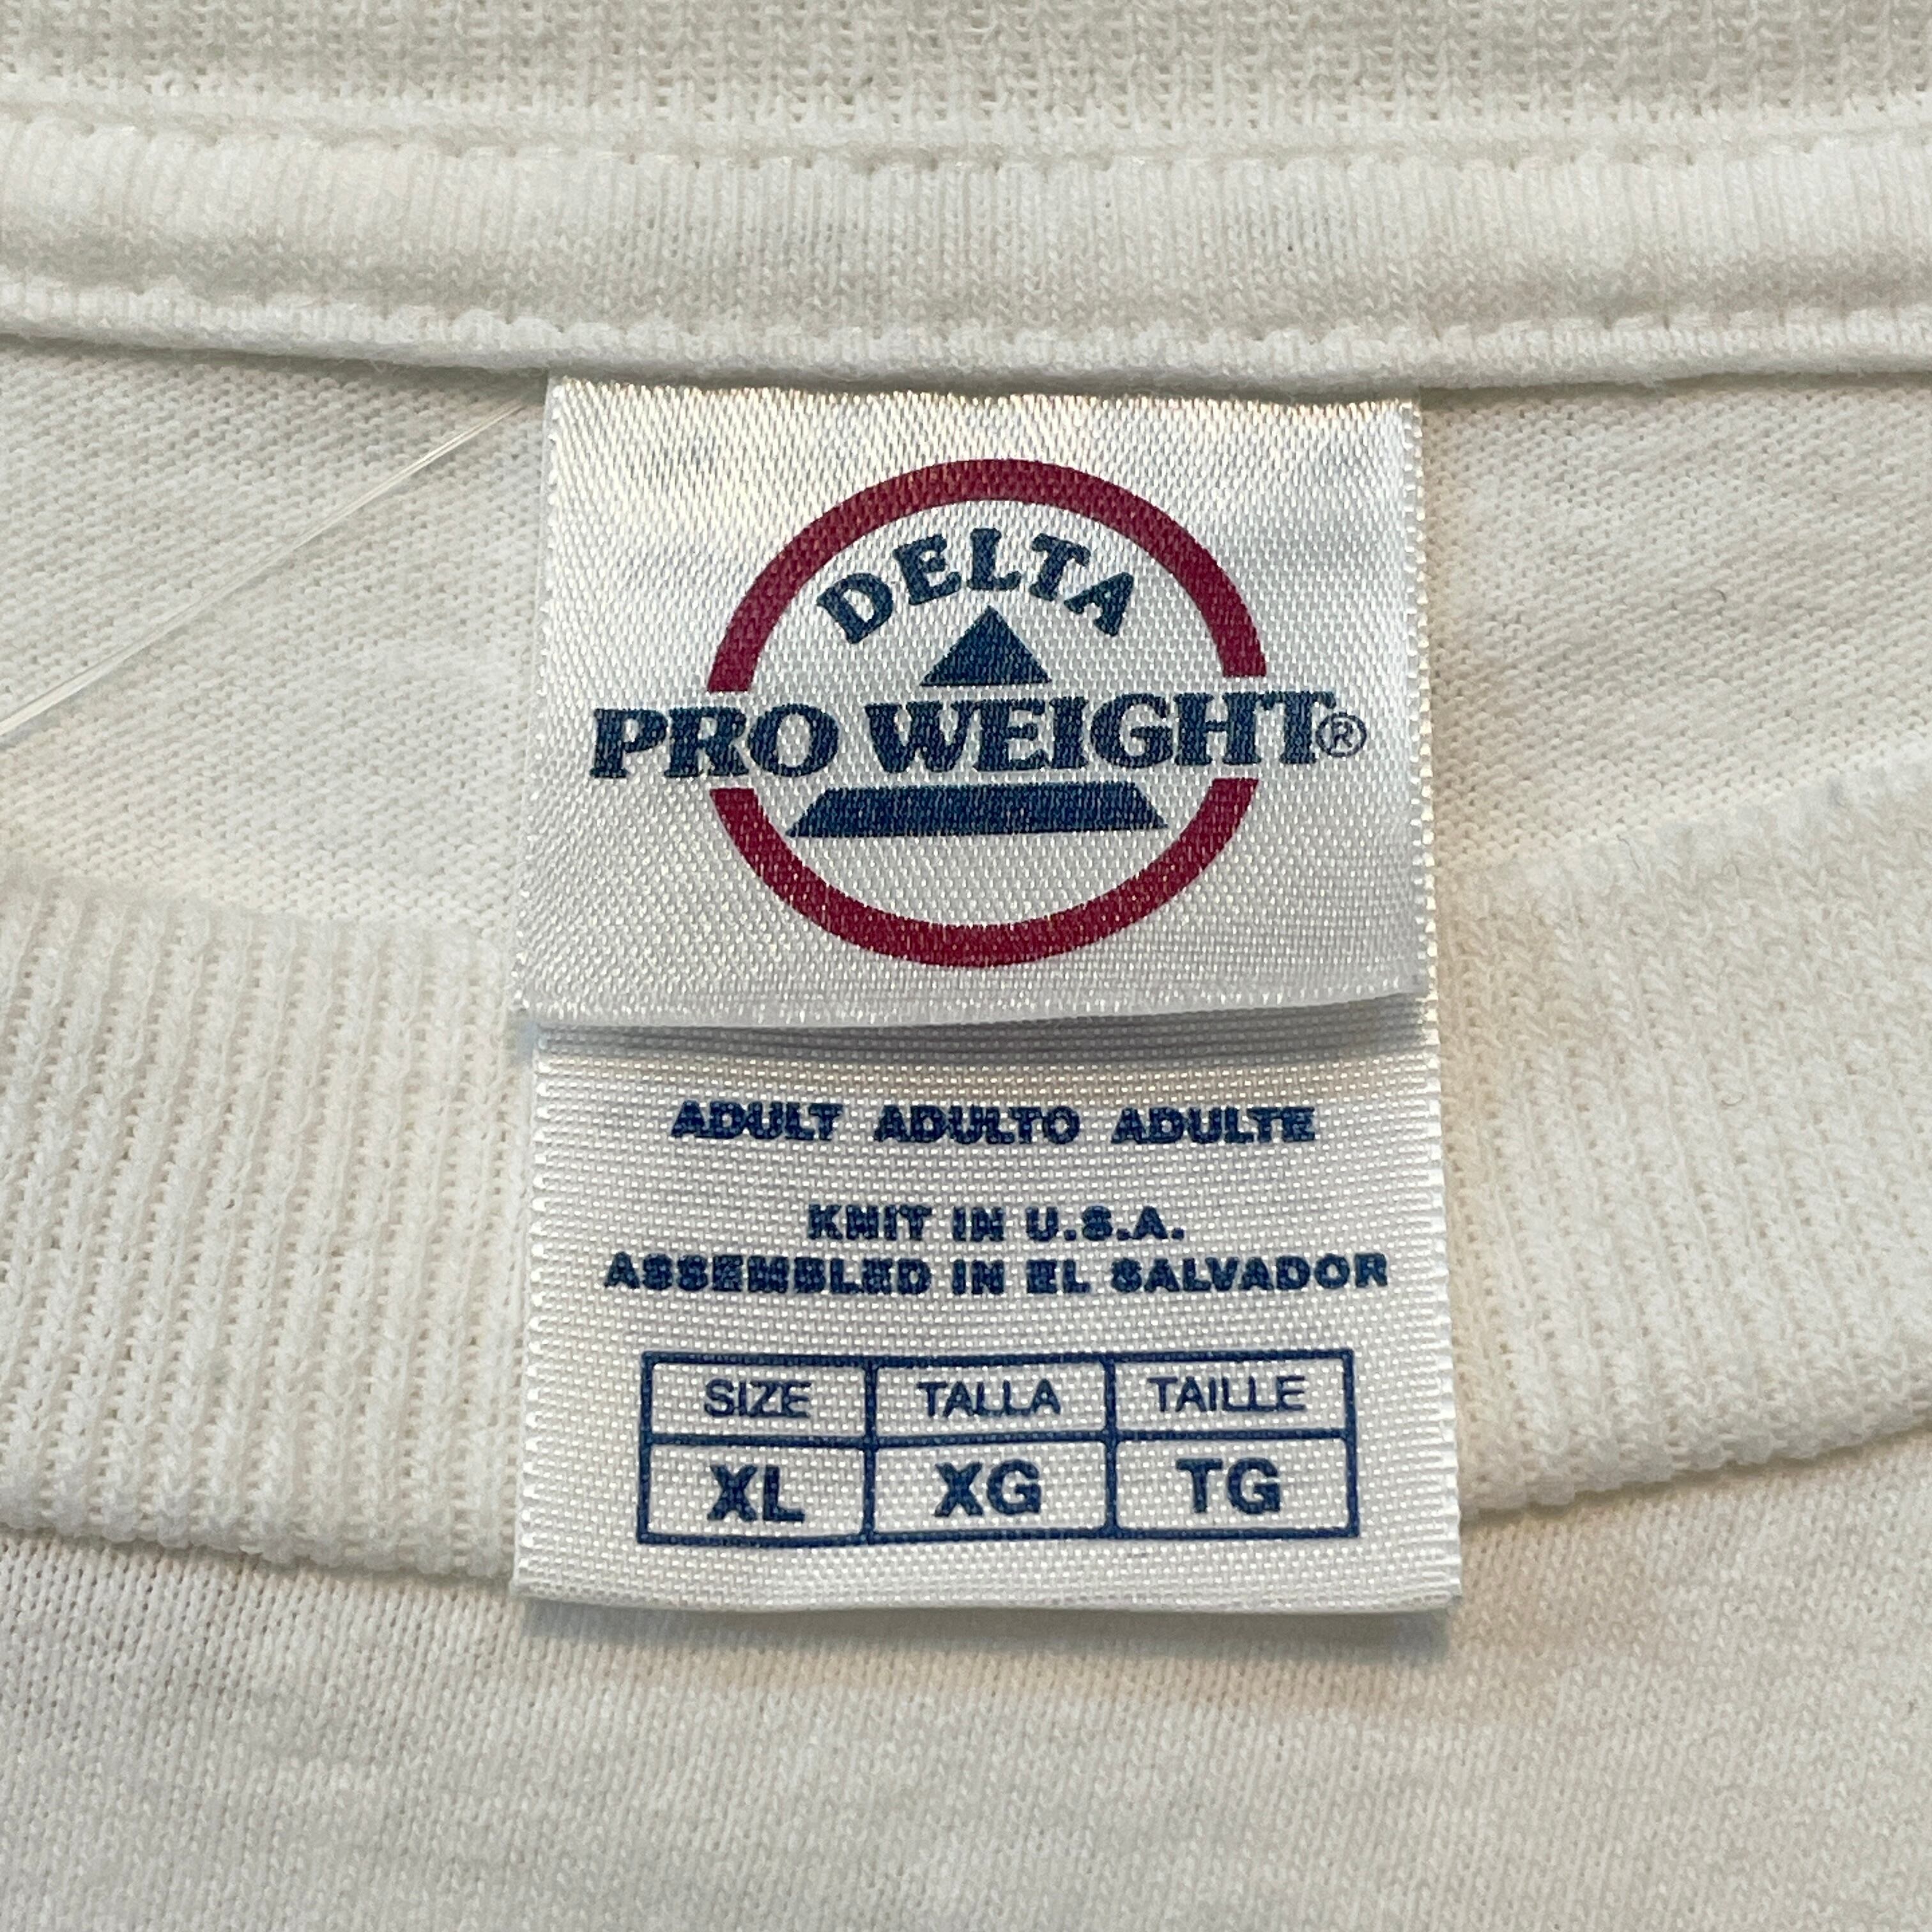 DELTA
PRO WEIGHT®
ADULT ADULTO ADULTE
KNIT IN U.S.A.
ASSEMBLED IN EL SALVADOR
SIZE TALLA TAILLE
XL XG TG